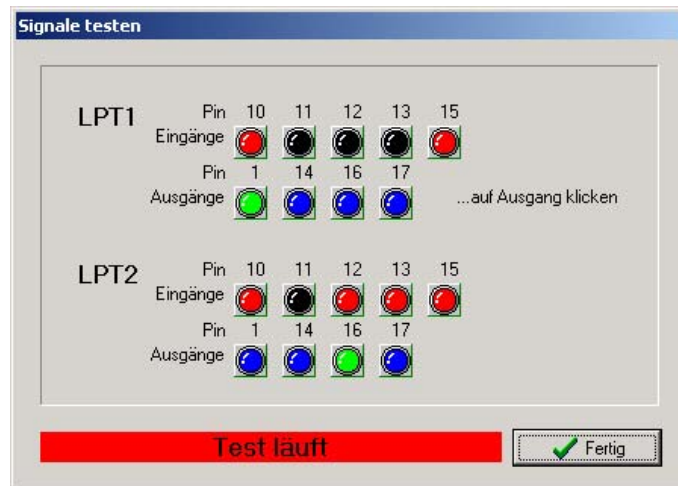 Signale testen
LPT1 Pin 10 11 12 13 15
Eingänge
Pin 1 14 16 17
Ausgänge ...auf Ausgang klicken
LPT2 Pin 10 11 12 13 15
Eingänge
Pin 1 14 16 17
Ausgänge
Test läuft Fertig